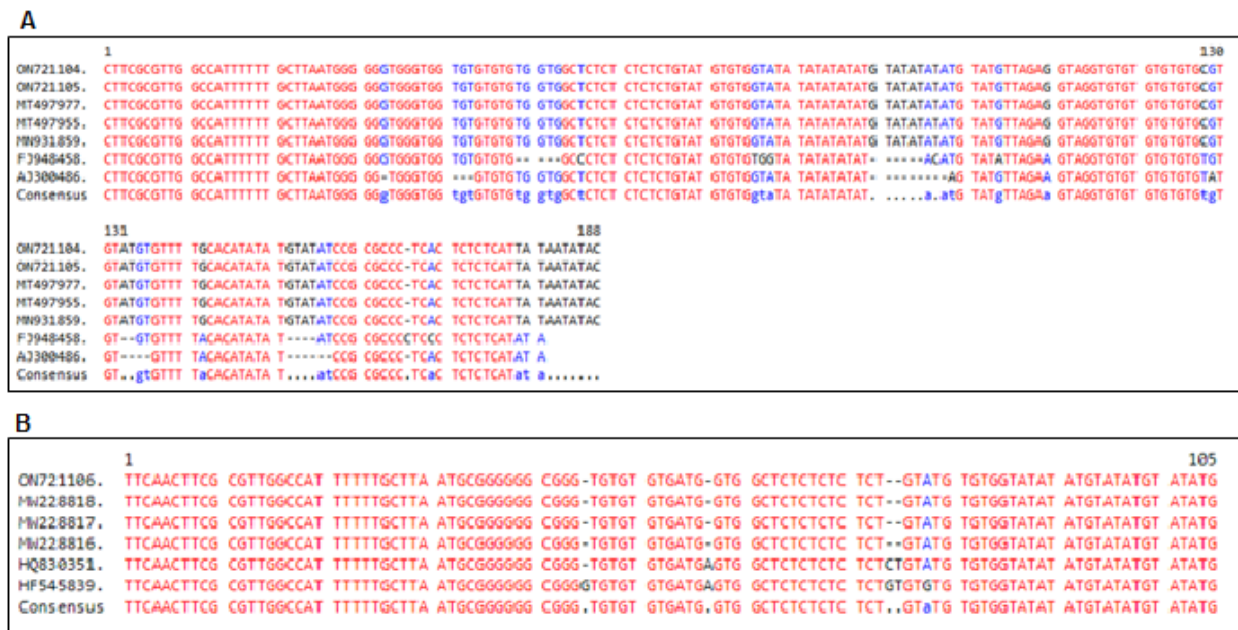 A
1 130
ON721104. CTTCGCGTTG GCCATTTTTT GCTTAATGGG GGGTGGGTGG TGTGTGTGTG GTGGCTCTCT CTCTCTGTAT GTGTGGTATA TATATATATG TATATATATG TATGTTAGAG GTAGGTGTGT GTGTGTGCGT
ON721105. CTTCGCGTTG GCCATTTTTT GCTTAATGGG GGGTGGGTGG TGTGTGTGTG GTGGCTCTCT CTCTCTGTAT GTGTGGTATA TATATATATG TATATATATG TATGTTAGAG GTAGGTGTGT GTGTGTGCGT
MT497977. CTTCGCGTTG GCCATTTTTT GCTTAATGGG GGGTGGGTGG TGTGTGTGTG GTGGCTCTCT CTCTCTGTAT GTGTGGTATA TATATATATG TATATATATG TATGTTAGAG GTAGGTGTGT GTGTGTGCGT
MT497955. CTTCGCGTTG GCCATTTTTT GCTTAATGGG GGGTGGGTGG TGTGTGTGTG GTGGCTCTCT CTCTCTGTAT GTGTGGTATA TATATATATG TATATATATG TATGTTAGAG GTAGGTGTGT GTGTGTGCGT
MN931859. CTTCGCGTTG GCCATTTTTT GCTTAATGGG GGGTGGGTGG TGTGTGTGTG GTGGCTCTCT CTCTCTGTAT GTGTGGTATA TATATATATG TATATATATG TATGTTAGAG GTAGGTGTGT GTGTGTGCGT
FJ948458. CTTCGCGTTG GCCATTTTTT GCTTAATGGG GGGTGGGTGG TGTGTGTG-- --GGCCCTCT CTCTCTGTAT GTGTGTGGTA TATATATAT- -----ACATG TATATTAGAA GTAGGTGTGT GTGTGTGTGT
AJ300486. CTTCGCGTTG GCCATTTTTT GCTTAATGGG GG-TGGGTGG ---GTGTGTG GTGGCTCTCT CTCTCTGTAT GTGTGGTATA TATATATAT- -------AG TATGTTAGAA GTAGGTGTGT GTGTGTGTAT
Consensus CTTCGCGTTG GCCATTTTTT GCTTAATGGG GGgTGGGTGG tgtGTGTGTG gtgGCtCTCT CTCTCTGTAT GTGTGgtaTA TATATATAT. .....a.atG TATgTTAGAa GTAGGTGTGT GTGTGTGtgT
131 188
ON721104. GTATGTGTTT TGCACATATA TGTATATCCG CGCCC-TCAC TCTCTCATTA TAATATAC
ON721105. GTATGTGTTT TGCACATATA TGTATATCCG CGCCC-TCAC TCTCTCATTA TAATATAC
MT497977. GTATGTGTTT TGCACATATA TGTATATCCG CGCCC-TCAC TCTCTCATTA TAATATAC
MT497955. GTATGTGTTT TGCACATATA TGTATATCCG CGCCC-TCAC TCTCTCATTA TAATATAC
MN931859. GTATGTGTTT TGCACATATA TGTATATCCG CGCCC-TCAC TCTCTCATTA TAATATAC
FJ948458. GT--GTGTTT TACACATATA T----ATCCG CGCCCCTCCC TCTCTCATAT A
AJ300486. GT----GTTT TACACATATA T------CCG CGCCC-TCAC TCTCTCATAT A
Consensus GT..gtGTTT TaCACATATA T....atCCG CGCCC.TCaC TCTCTCATat a.......
B
1 105
ON721106. TTCAACTTCG CGTTGGCCAT TTTTTGCTTA ATGCGGGGGG CGGG-TGTGT GTGATG-GTG GCTCTCTCTC TCT--GTATG TGTGGTATAT ATGTATATGT ATATG
MW228818. TTCAACTTCG CGTTGGCCAT TTTTTGCTTA ATGCGGGGGG CGGG-TGTGT GTGATG-GTG GCTCTCTCTC TCT--GTATG TGTGGTATAT ATGTATATGT ATATG
MW228817. TTCAACTTCG CGTTGGCCAT TTTTTGCTTA ATGCGGGGGG CGGG-TGTGT GTGATG-GTG GCTCTCTCTC TCT--GTATG TGTGGTATAT ATGTATATGT ATATG
MW228816. TTCAACTTCG CGTTGGCCAT TTTTTGCTTA ATGCGGGGGG CGGG-TGTGT GTGATG-GTG GCTCTCTCTC TCT--GTATG TGTGGTATAT ATGTATATGT ATATG
HQ830351. TTCAACTTCG CGTTGGCCAT TTTTTGCTTA ATGCGGGGGG CGGG-TGTGT GTGATGAGTG GCTCTCTCTC TCTCTGTATG TGTGGTATAT ATGTATATGT ATATG
HF545839. TTCAACTTCG CGTTGGCCAT TTTTTGCTTA ATGCGGGGGG CGGGGTGTGT GTGATGAGTG GCTCTCTCTC TCTGTGTGTG TGTGGTATAT ATGTATATGT ATATG
Consensus TTCAACTTCG CGTTGGCCAT TTTTTGCTTA ATGCGGGGGG CGGG.TGTGT GTGATG.GTG GCTCTCTCTC TCT..GTaTG TGTGGTATAT ATGTATATGT ATATG